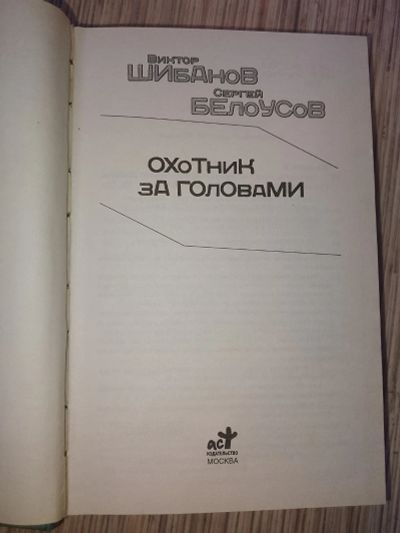 Виктор
ШИБАНОВ
Сергей
БЕЛОУСОВ
ОХОТНИК
ЗА ГОЛОВАМИ
аст
ИЗДАТЕЛЬСТВО
МОСКВА